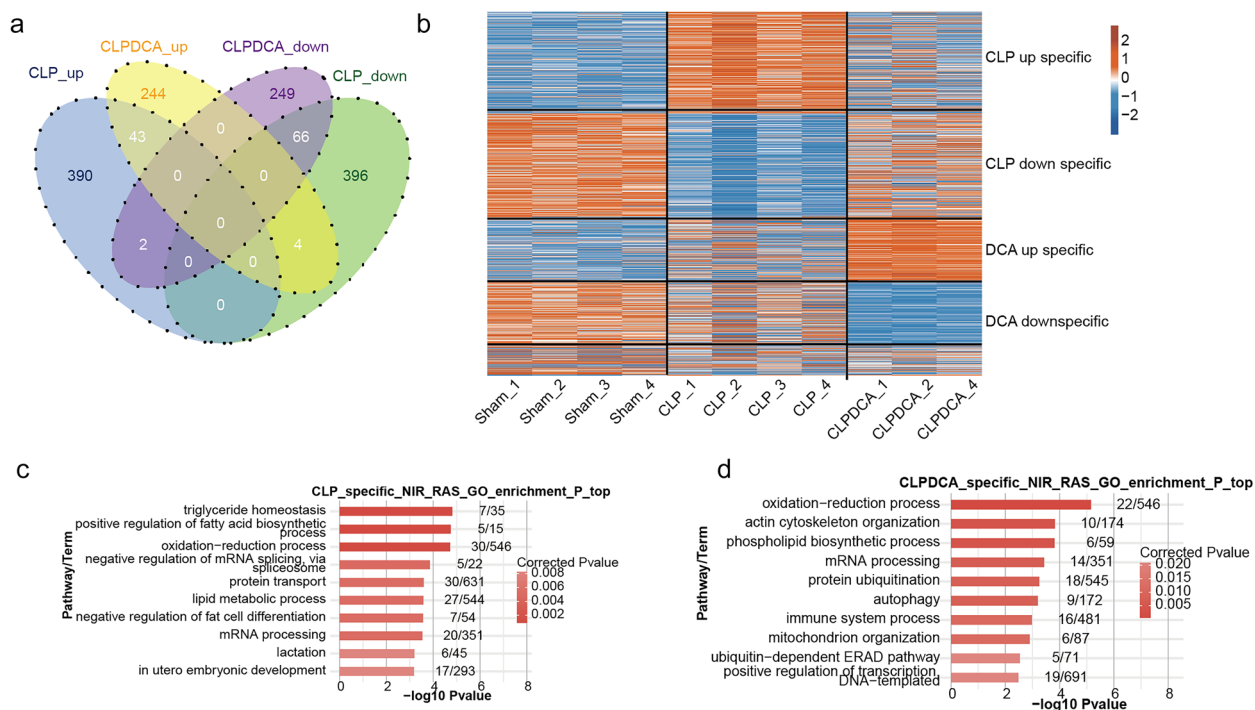 a
CLP_up
CLPDCA_up
CLPDCA_down
CLP_down
244
249
43
0
66
390
0
0
396
0
2
4
0
0
0
b
CLP up specific
CLP down specific
DCA up specific
DCA downspecific
2
1
0
−1
−2
Sham_1
Sham_2
Sham_3
Sham_4
CLP_1
CLP_2
CLP_3
CLP_4
CLPDCA_1
CLPDCA_2
CLPDCA_4
c
CLP_specific_NIR_RAS_GO_enrichment_P_top
Pathway/Term
triglyceride homeostasis 7/35
positive regulation of fatty acid biosynthetic
process 5/15
oxidation−reduction process 30/546
negative regulation of mRNA splicing, via
spliceosome 5/22
protein transport 30/631
lipid metabolic process 27/544
negative regulation of fat cell differentiation 7/54
mRNA processing 20/351
lactation 6/45
in utero embryonic development 17/293
0 2 4 6 8
−log10 Pvalue
Corrected Pvalue
0.008
0.006
0.004
0.002
d
CLPDCA_specific_NIR_RAS_GO_enrichment_P_top
Pathway/Term
oxidation−reduction process 22/546
actin cytoskeleton organization 10/174
phospholipid biosynthetic process 6/59
mRNA processing 14/351
protein ubiquitination 18/545
autophagy 9/172
immune system process 16/481
mitochondrion organization 6/87
ubiquitin−dependent ERAD pathway 5/71
positive regulation of transcription,
DNA−templated 19/691
0 2 4 6 8
−log10 Pvalue
Corrected Pvalue
0.020
0.015
0.010
0.005